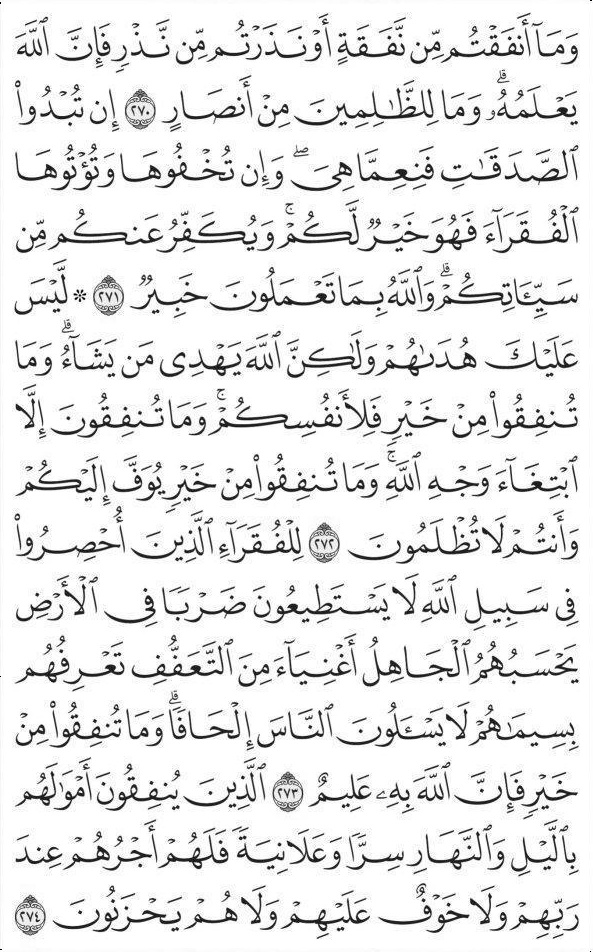 وَمَآ أَنفَقۡتُم مِّن نَّفَقَةٍ أَوۡ نَذَرۡتُم مِّن نَّذۡرٖ فَإِنَّ ٱللَّهَ
يَعۡلَمُهُۥۗ وَمَا لِلظَّٰلِمِينَ مِنۡ أَنصَارٍ ٢٧٠ إِن تُبۡدُواْ
ٱلصَّدَقَٰتِ فَنِعِمَّا هِيَۖ وَإِن تُخۡفُوهَا وَتُؤۡتُوهَا
ٱلۡفُقَرَآءَ فَهُوَ خَيۡرٞ لَّكُمۡۚ وَيُكَفِّرُ عَنكُم مِّن
سَيِّـَٔاتِكُمۡۗ وَٱللَّهُ بِمَا تَعۡمَلُونَ خَبِيرٞ ٢٧١ * لَّيۡسَ
عَلَيۡكَ هُدَىٰهُمۡ وَلَٰكِنَّ ٱللَّهَ يَهۡدِي مَن يَشَآءُۗ وَمَا
تُنفِقُواْ مِنۡ خَيۡرٖ فَلِأَنفُسِكُمۡۚ وَمَا تُنفِقُونَ إِلَّا
ٱبۡتِغَآءَ وَجۡهِ ٱللَّهِۚ وَمَا تُنفِقُواْ مِنۡ خَيۡرٖ يُوَفَّ إِلَيۡكُمۡ
وَأَنتُمۡ لَا تُظۡلَمُونَ ٢٧٢ لِلۡفُقَرَآءِ ٱلَّذِينَ أُحۡصِرُواْ
فِي سَبِيلِ ٱللَّهِ لَا يَسۡتَطِيعُونَ ضَرۡبٗا فِي ٱلۡأَرۡضِ
يَحۡسَبُهُمُ ٱلۡجَاهِلُ أَغۡنِيَآءَ مِنَ ٱلتَّعَفُّفِ تَعۡرِفُهُم
بِسِيمَٰهُمۡ لَا يَسۡـَٔلُونَ ٱلنَّاسَ إِلۡحَافٗاۗ وَمَا تُنفِقُواْ مِنۡ
خَيۡرٖ فَإِنَّ ٱللَّهَ بِهِۦ عَلِيمٌ ٢٧٣ ٱلَّذِينَ يُنفِقُونَ أَمۡوَٰلَهُم
بِٱلَّيۡلِ وَٱلنَّهَارِ سِرّٗا وَعَلَانِيَةٗ فَلَهُمۡ أَجۡرُهُمۡ عِندَ
رَبِّهِمۡ وَلَا خَوۡفٌ عَلَيۡهِمۡ وَلَا هُمۡ يَحۡزَنُونَ ٢٧٤